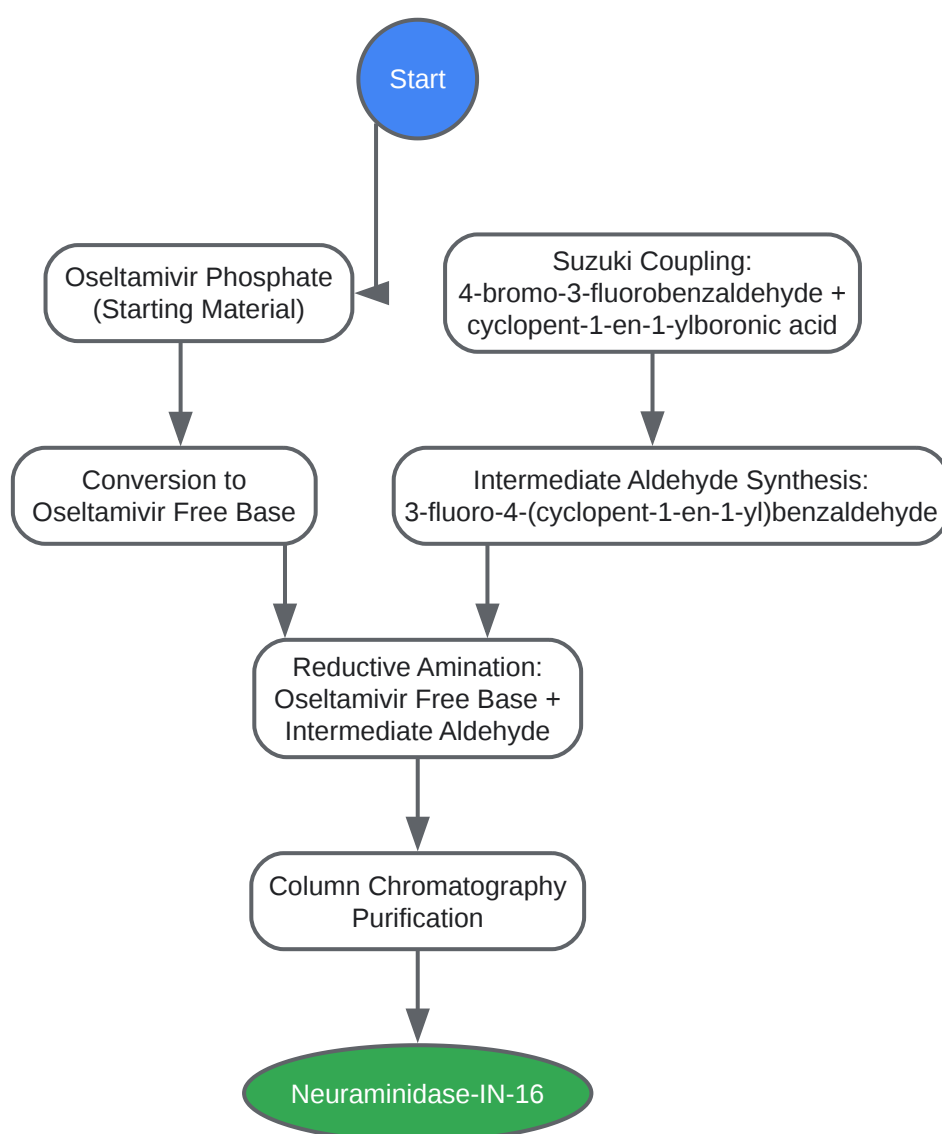 Start
Oseltamivir Phosphate
(Starting Material)
Suzuki Coupling:
4-bromo-3-fluorobenzaldehyde +
cyclopent-1-en-1-ylboronic acid
Conversion to
Oseltamivir Free Base
Intermediate Aldehyde Synthesis:
3-fluoro-4-(cyclopent-1-en-1-yl)benzaldehyde
Reductive Amination:
Oseltamivir Free Base +
Intermediate Aldehyde
Column Chromatography
Purification
Neuraminidase-IN-16